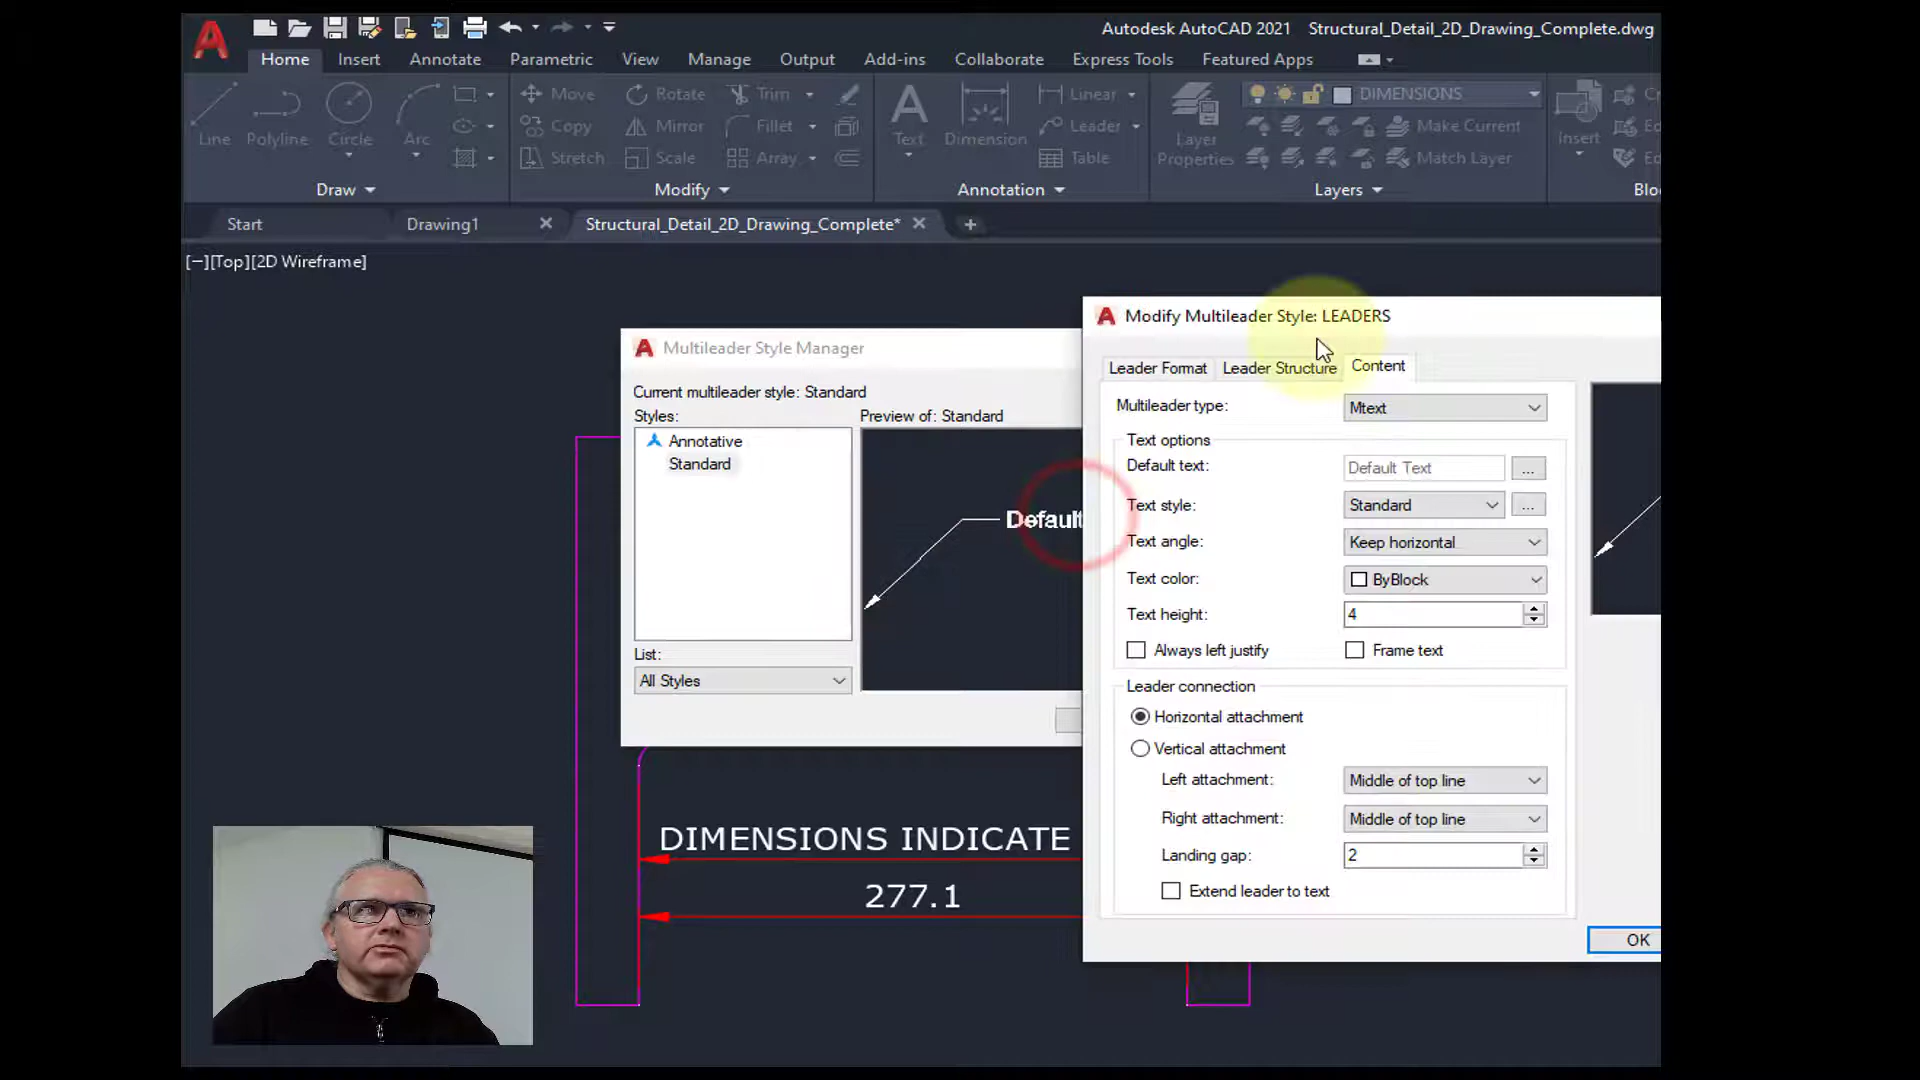 Autodesk AutoCAD 2021 Structural_Detail_2D_Drawing_Complete.dwg
Home Insert Annotate Parametric View Manage Output Add-ins Collaborate Express Tools Featured Apps
Move Rotate Trim Linear DIMENSIONS
Line Polyline Circle Arc Copy Mirror Fillet Text Dimension Leader Layer Properties Make Current Insert
Stretch Scale Array Table Match Layer
Draw Modify Annotation Layers
Start Drawing1 Structural_Detail_2D_Drawing_Complete*
[−][Top][2D Wireframe]
Multileader Style Manager
Current multileader style: Standard
Styles: Preview of: Standard
Annotative
Standard
Default
List:
All Styles
Modify Multileader Style: LEADERS
Leader Format Leader Structure Content
Multileader type: Mtext
Text options
Default text: Default Text ...
Text style: Standard ...
Text angle: Keep horizontal
Text color: ByBlock
Text height: 4
Always left justify Frame text
Leader connection
Horizontal attachment
Vertical attachment
Left attachment: Middle of top line
Right attachment: Middle of top line
Landing gap: 2
Extend leader to text
OK
DIMENSIONS INDICATE
277.1